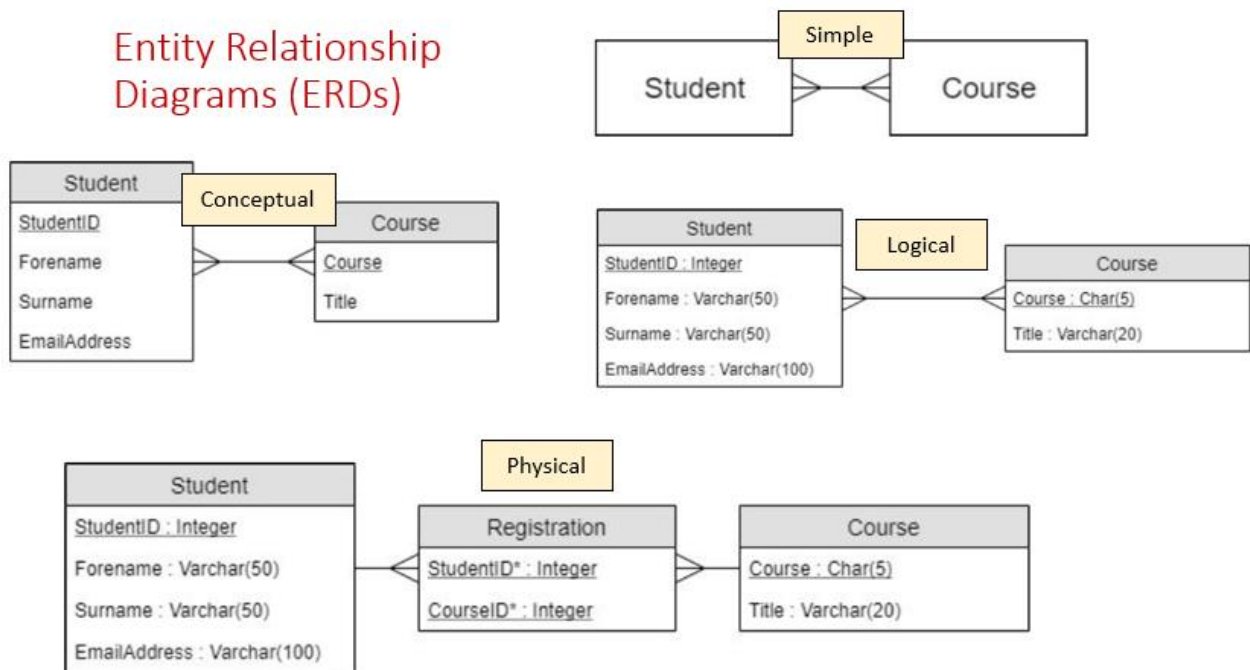 Entity Relationship
Diagrams (ERDs)
Simple
Student
Course
Conceptual
Student
StudentID
Forename
Surname
EmailAddress
Course
Course
Title
Logical
Student
StudentID : Integer
Forename : Varchar(50)
Surname : Varchar(50)
EmailAddress : Varchar(100)
Course
Course : Char(5)
Title : Varchar(20)
Physical
Student
StudentID : Integer
Forename : Varchar(50)
Surname : Varchar(50)
EmailAddress : Varchar(100)
Registration
StudentID* : Integer
CourseID* : Integer
Course
Course : Char(5)
Title : Varchar(20)